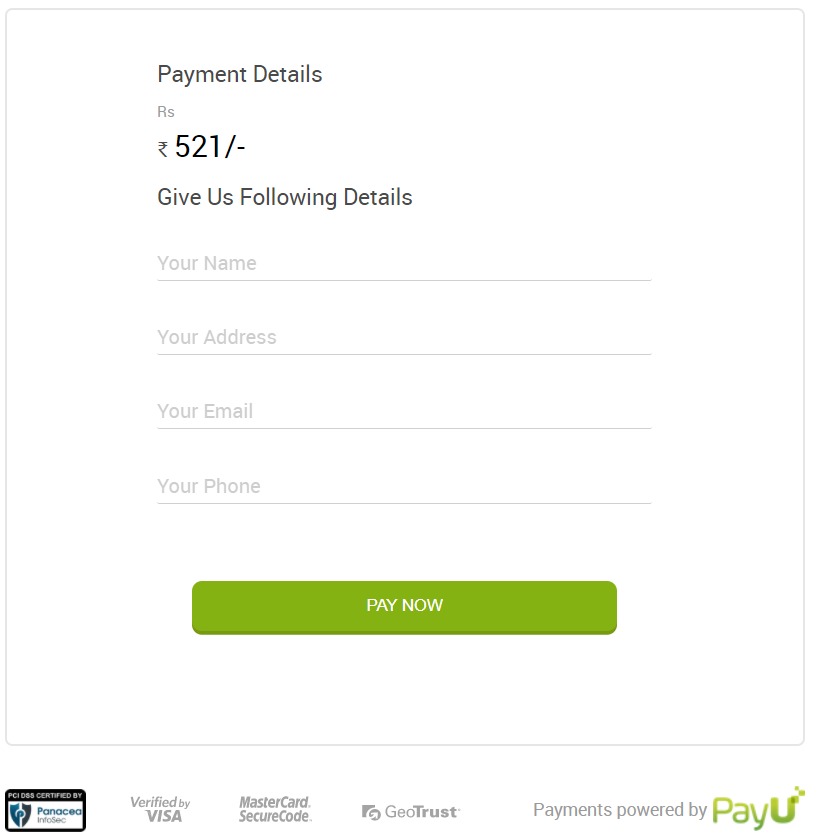 Payment Details
Rs
₹ 521/-
Give Us Following Details
Your Name
Your Address
Your Email
Your Phone
PAY NOW
PCI DSS CERTIFIED BY
Panacea
InfoSec
Verified by
VISA
MasterCard.
SecureCode.
GeoTrust
Payments powered by PayU